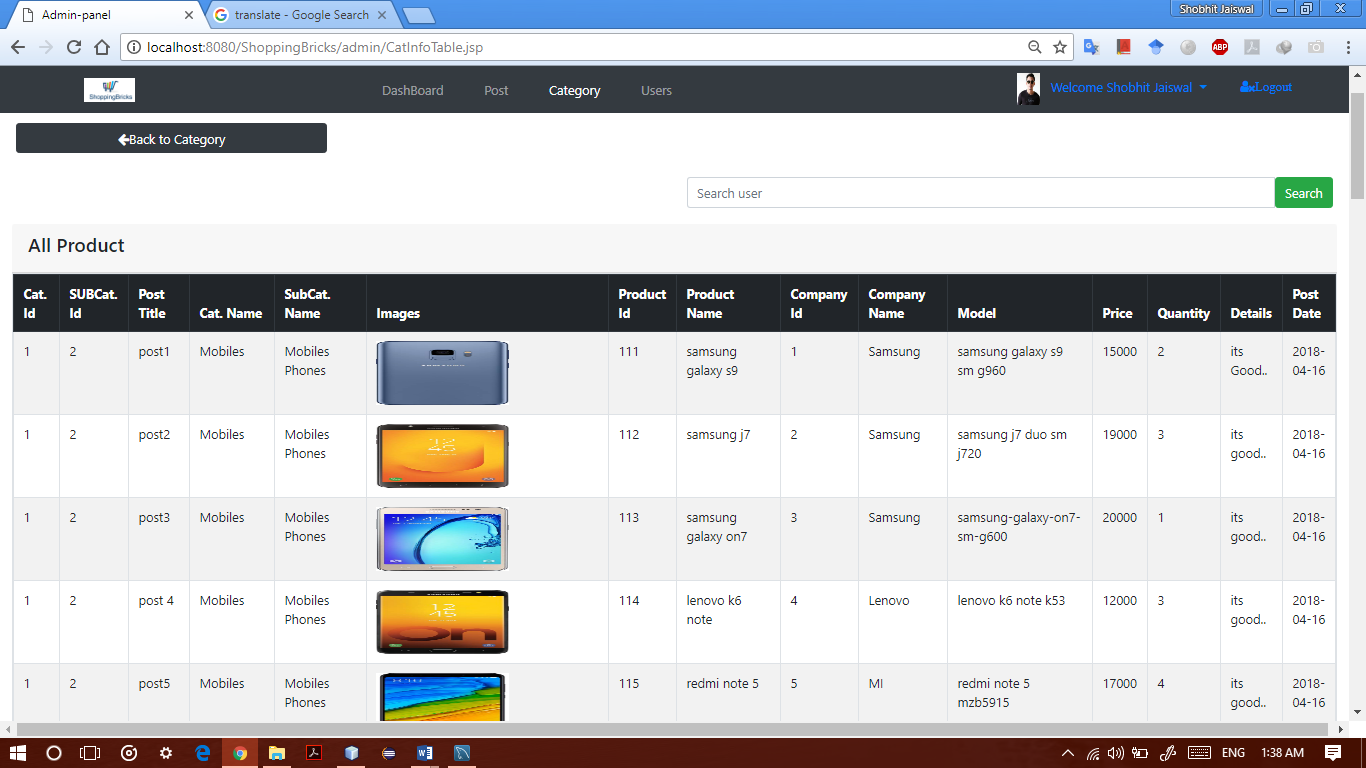 Admin-panel
translate - Google Search
Shobhit Jaiswal
localhost:8080/ShoppingBricks/admin/CatInfoTable.jsp
ABP
ShoppingBricks
DashBoard
Post
Category
Users
Welcome Shobhit Jaiswal
Logout
Back to Category
Search user
Search
All Product
Cat. Id
SUBCat. Id
Post Title
Cat. Name
SubCat. Name
Images
Product Id
Product Name
Company Id
Company Name
Model
Price
Quantity
Details
Post Date
1 2 post1 Mobiles Mobiles Phones 111 samsung galaxy s9 1 Samsung samsung galaxy s9 sm g960 15000 2 its Good.. 2018-04-16
1 2 post2 Mobiles Mobiles Phones 12 45 112 samsung j7 2 Samsung samsung j7 duo sm j720 19000 3 its good.. 2018-04-16
1 2 post3 Mobiles Mobiles Phones 113 samsung galaxy on7 3 Samsung samsung-galaxy-on7-sm-g600 20000 1 its good.. 2018-04-16
1 2 post 4 Mobiles Mobiles Phones 12 45 on 114 lenovo k6 note 4 Lenovo lenovo k6 note k53 12000 3 its good.. 2018-04-16
1 2 post5 Mobiles Mobiles Phones 115 redmi note 5 5 MI redmi note 5 mzb5915 17000 4 its good.. 2018-04-16
ENG
1:38 AM